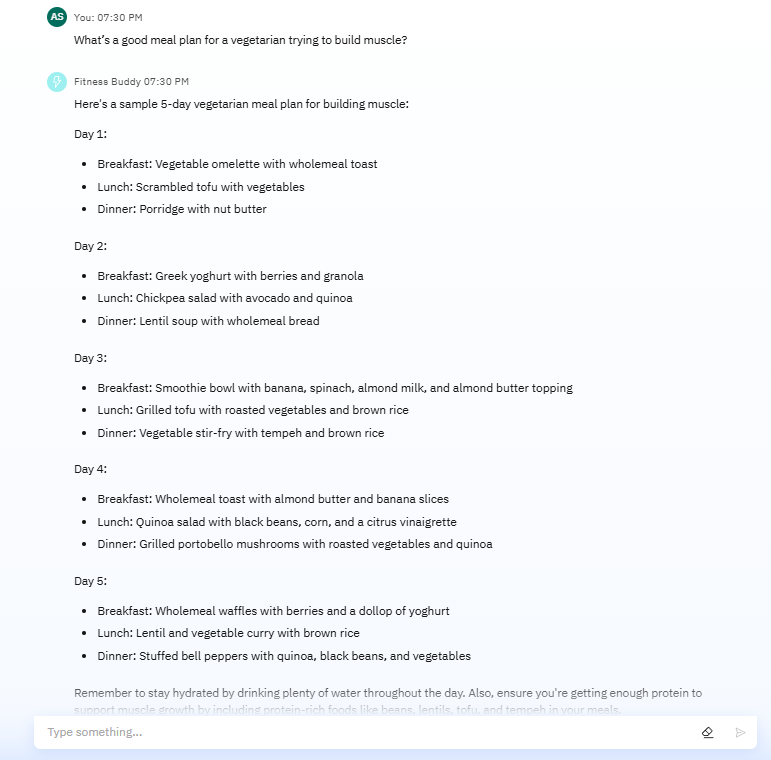 AS You: 07:30 PM
What's a good meal plan for a vegetarian trying to build muscle?
Fitness Buddy 07:30 PM
Here's a sample 5-day vegetarian meal plan for building muscle:
Day 1:
• Breakfast: Vegetable omelette with wholemeal toast
• Lunch: Scrambled tofu with vegetables
• Dinner: Porridge with nut butter
Day 2:
• Breakfast: Greek yoghurt with berries and granola
• Lunch: Chickpea salad with avocado and quinoa
• Dinner: Lentil soup with wholemeal bread
Day 3:
• Breakfast: Smoothie bowl with banana, spinach, almond milk, and almond butter topping
• Lunch: Grilled tofu with roasted vegetables and brown rice
• Dinner: Vegetable stir-fry with tempeh and brown rice
Day 4:
• Breakfast: Wholemeal toast with almond butter and banana slices
• Lunch: Quinoa salad with black beans, corn, and a citrus vinaigrette
• Dinner: Grilled portobello mushrooms with roasted vegetables and quinoa
Day 5:
• Breakfast: Wholemeal waffles with berries and a dollop of yoghurt
• Lunch: Lentil and vegetable curry with brown rice
• Dinner: Stuffed bell peppers with quinoa, black beans, and vegetables
Remember to stay hydrated by drinking plenty of water throughout the day. Also, ensure you're getting enough protein to
support muscle growth by including protein-rich foods like beans, lentils, tofu, and tempeh in your meals.
Type something...